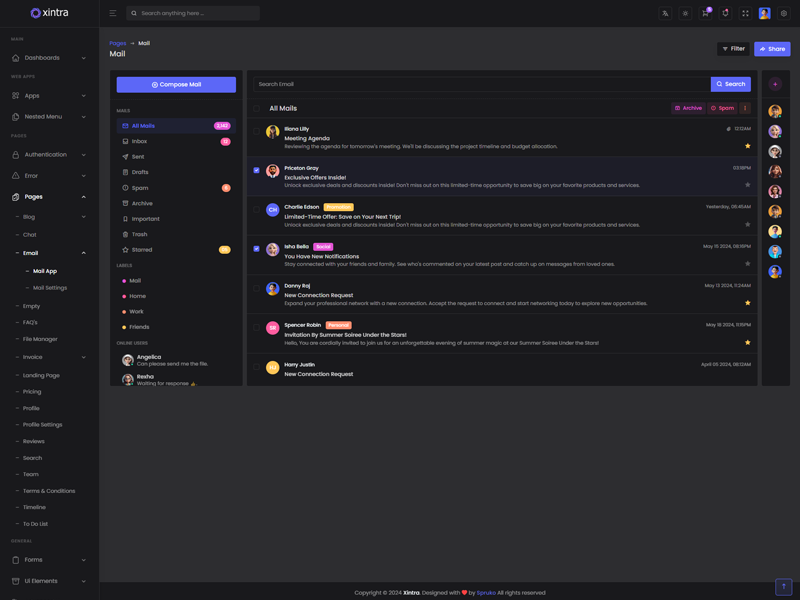 xintra
Search anything here ...
5
MAIN
Dashboards
WEB APPS
Apps
Nested Menu
PAGES
Authentication
Error
Pages
Blog
Chat
Email
Mail App
Mail Settings
Empty
FAQ's
File Manager
Invoice
Landing Page
Pricing
Profile
Profile Settings
Reviews
Search
Team
Terms & Conditions
Timeline
To Do List
GENERAL
Forms
UI Elements
Pages → Mail
Mail
Filter
Share
Compose Mail
MAILS
All Mails 2,142
Inbox 12
Sent
Drafts
Spam 6
Archive
Important
Trash
Starred
LABELS
Mail
Home
Work
Friends
ONLINE USERS
Angelica
Can please send me the file.
Rexha
Waiting for response
Search Email
Search
All Mails
Archive
Spam
Iliana Lilly 12:12AM
Meeting Agenda
Reviewing the agenda for tomorrow's meeting. We'll be discussing the project timeline and budget allocation.
Priceton Gray 03:16PM
Exclusive Offers Inside!
Unlock exclusive deals and discounts inside! Don't miss out on this limited-time opportunity to save big on your favorite products and services.
CH
Charlie Edson Promotion Yesterday, 06:45AM
Limited-Time Offer: Save on Your Next Trip!
Unlock exclusive deals and discounts inside! Don't miss out on this limited-time opportunity to save big on your favorite products and services.
Isha Bella Social May 15 2024, 08:16PM
You Have New Notifications
Stay connected with your friends and family. See who's commented on your latest post and catch up on messages from loved ones.
Danny Raj May 13 2024, 11:24AM
New Connection Request
Expand your professional network with a new connection. Accept the request to connect and start networking today to explore new opportunities.
SR
Spencer Robin Personal May 18 2024, 5:15PM
Invitation By Summer Soiree Under the Stars!
Hello, You are cordially invited to join us for an unforgettable evening of summer magic at our Summer Soiree Under the Stars!
Harry Justin April 05 2024, 08:12AM
New Connection Request
Copyright © 2024 Xintra. Designed with ❤ by Spruko All rights reserved